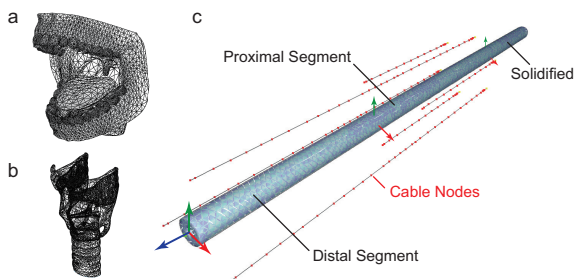 a
b
c
Proximal Segment
Solidified
Cable Nodes
Distal Segment